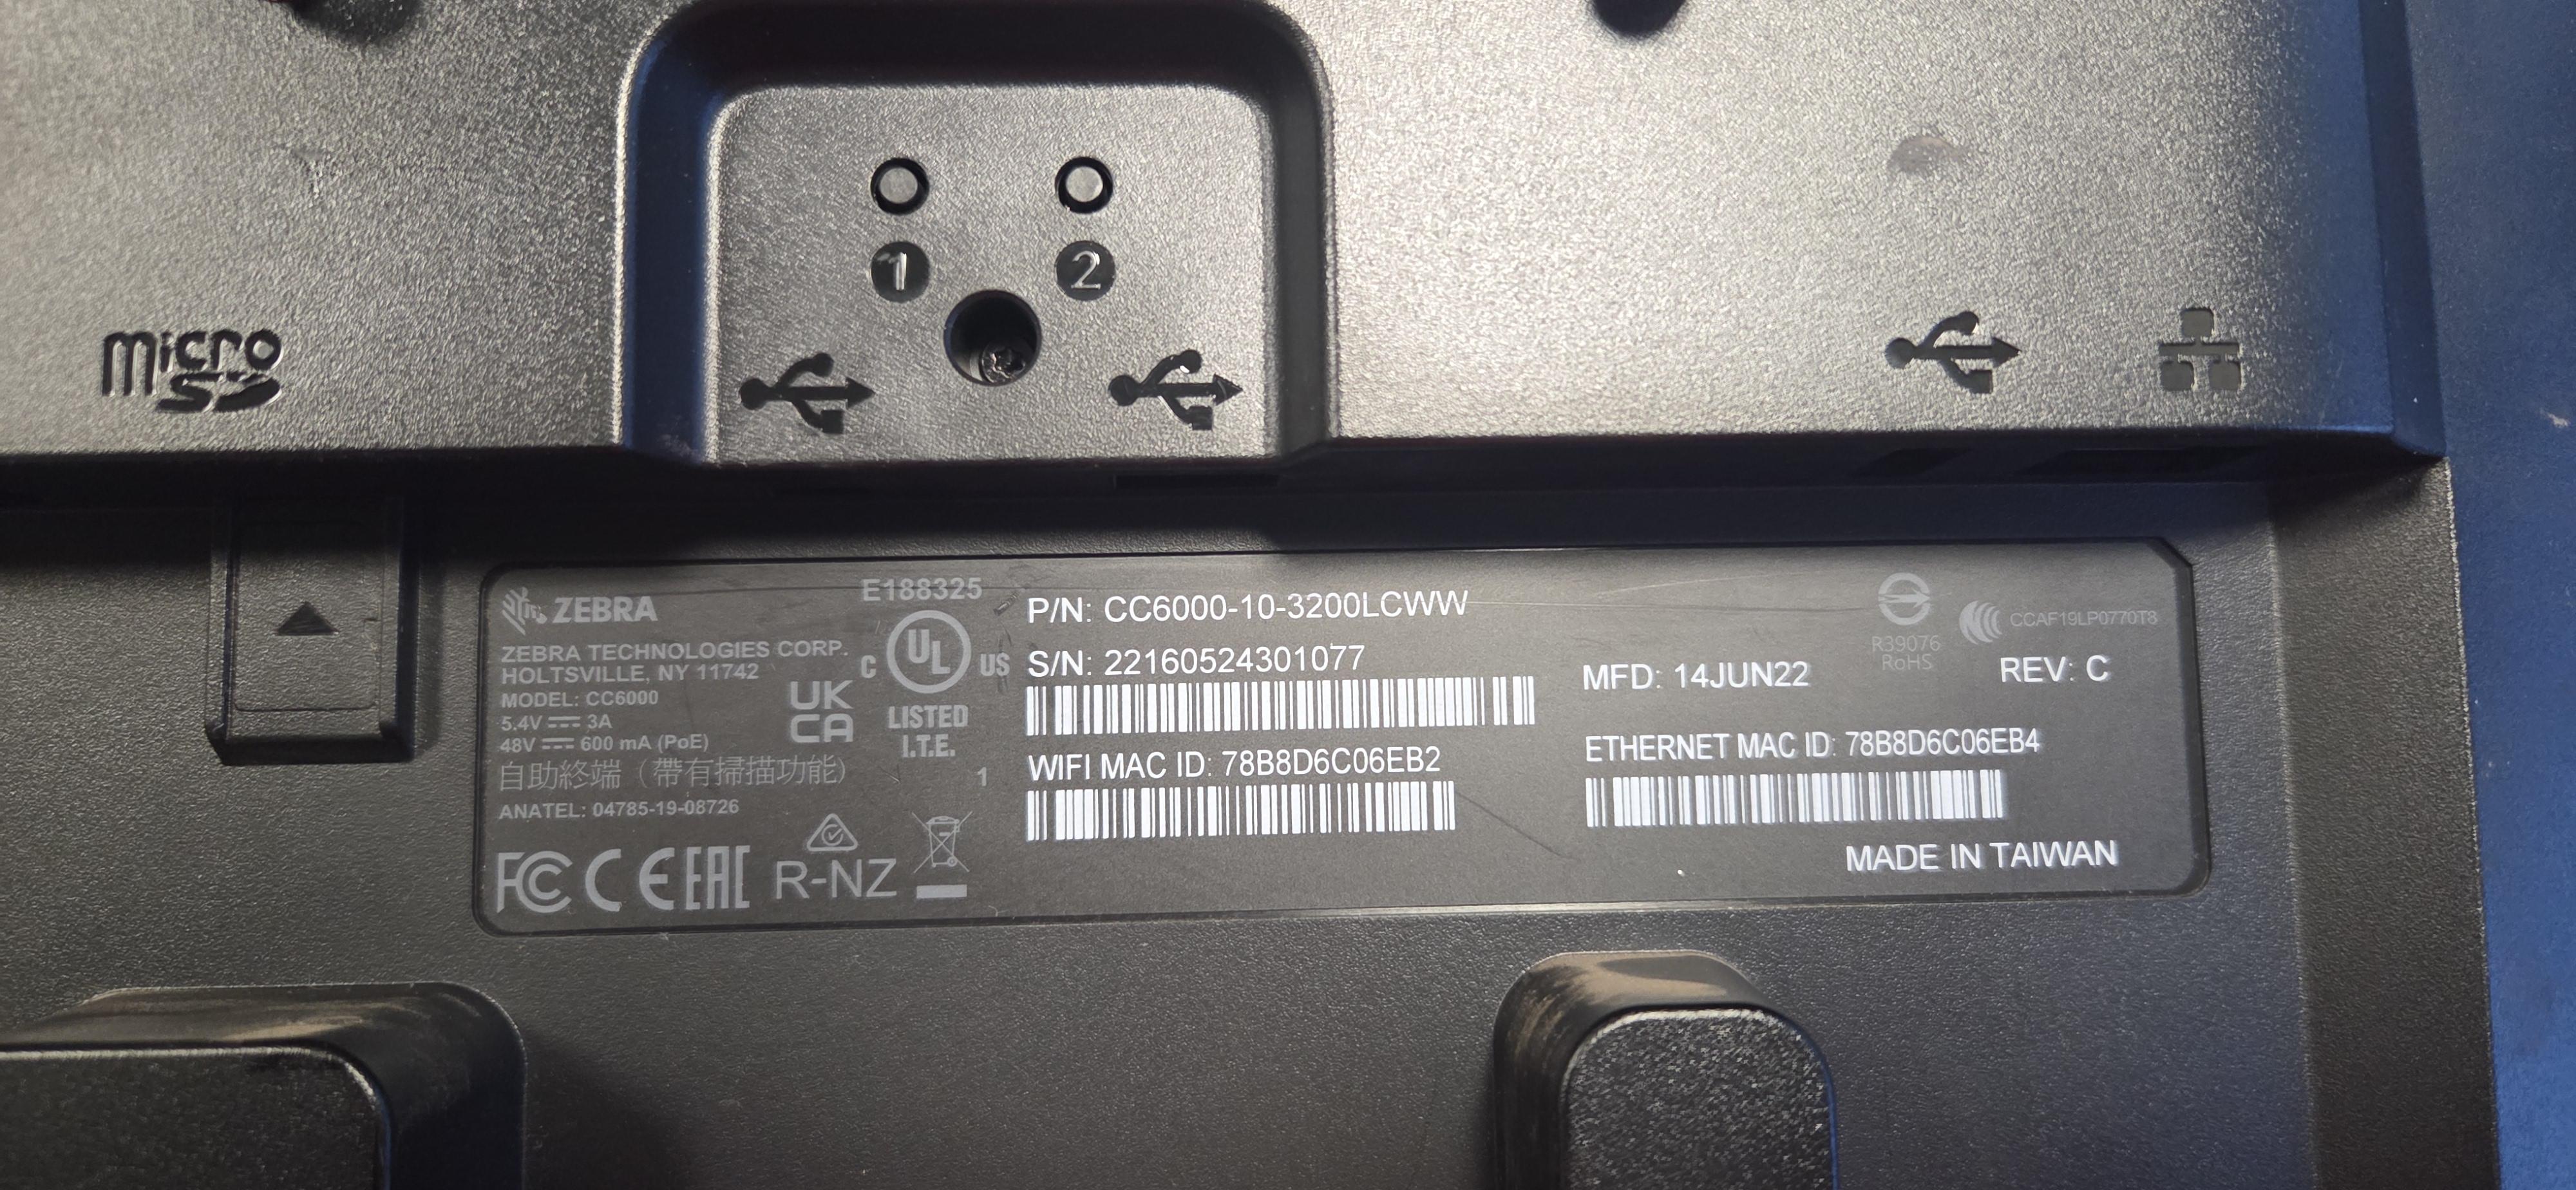 1
2
micro
SD
ZEBRA
ZEBRA TECHNOLOGIES CORP.
HOLTSVILLE, NY 11742
MODEL: CC6000
5.4V ⎓ 3A
48V ⎓ 600 mA (PoE)
自助終端（帶有掃描功能）
ANATEL: 04785-19-08726
FC CE EAC
R-NZ
UK
CA
E188325
C UL US
LISTED
I.T.E.
1
P/N: CC6000-10-3200LCWW
S/N: 22160524301077
WIFI MAC ID: 78B8D6C06EB2
MFD: 14JUN22
R39076
RoHS
CCAF19LP0770T8
REV: C
ETHERNET MAC ID: 78B8D6C06EB4
MADE IN TAIWAN